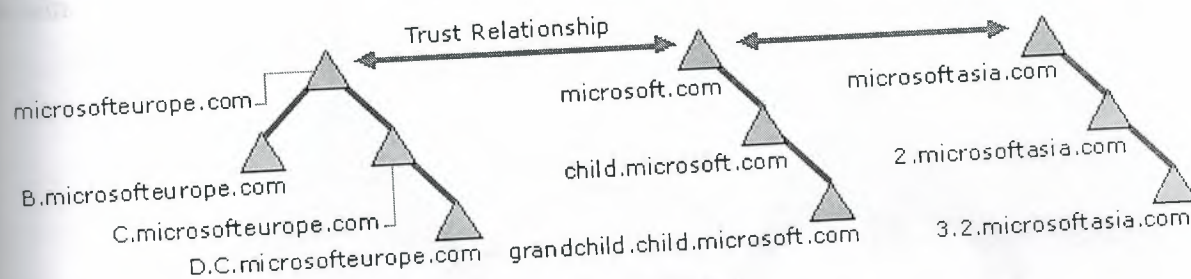 Trust Relationship
microsofteurope.com
microsoft.com
microsoftasia.com
B.microsofteurope.com
child.microsoft.com
2.microsoftasia.com
C.microsofteurope.com
D.C.microsofteurope.com
grandchild.child.microsoft.com
3.2.microsoftasia.com